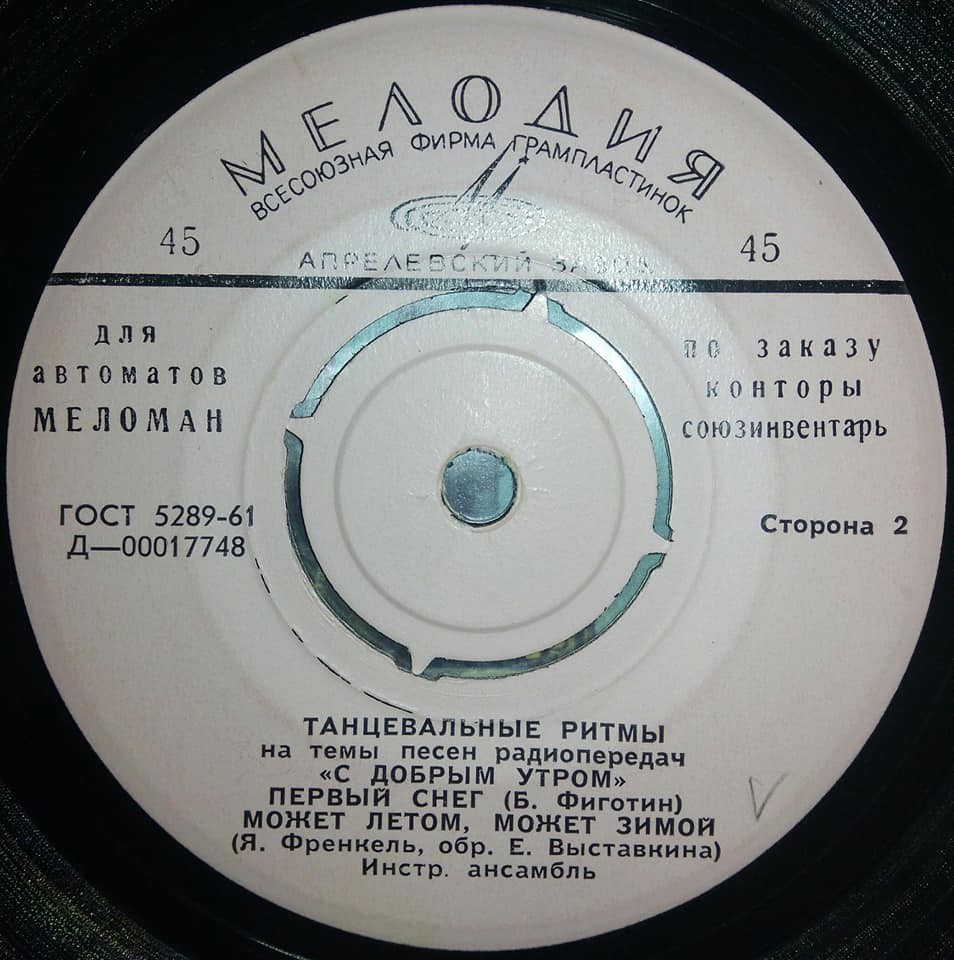 МЕЛОДИЯ
ВСЕСОЮЗНАЯ ФИРМА ГРАМПЛАСТИНОК
45
45
АПРЕЛЕВСКИЙ ЗАВОД
для
автоматов
МЕЛОМАН
по заказу
конторы
союзинвентарь
ГОСТ 5289-61
Д—00017748
Сторона 2
ТАНЦЕВАЛЬНЫЕ РИТМЫ
на темы песен радиопередач
«С ДОБРЫМ УТРОМ»
ПЕРВЫЙ СНЕГ (Б. Фиготин)
МОЖЕТ ЛЕТОМ, МОЖЕТ ЗИМОЙ
(Я. Френкель, обр. Е. Выставкина)
Инстр. ансамбль